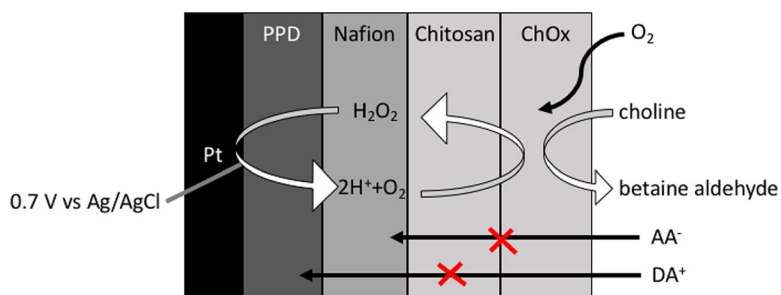 PPD Nafion Chitosan ChOx O₂
H₂O₂ choline
Pt
2H⁺+O₂ betaine aldehyde
0.7 V vs Ag/AgCl
AA⁻
DA⁺